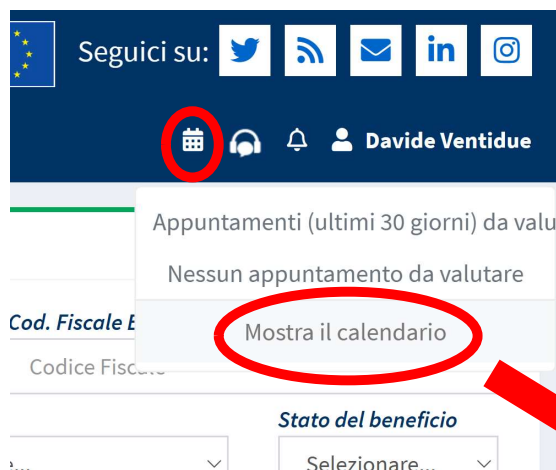 Seguici su:
in
Davide Ventidue
Appuntamenti (ultimi 30 giorni) da valu
Nessun appuntamento da valutare
Mostra il calendario
Cod. Fiscale
Codice Fiscale
Stato del beneficio
Selezionare...